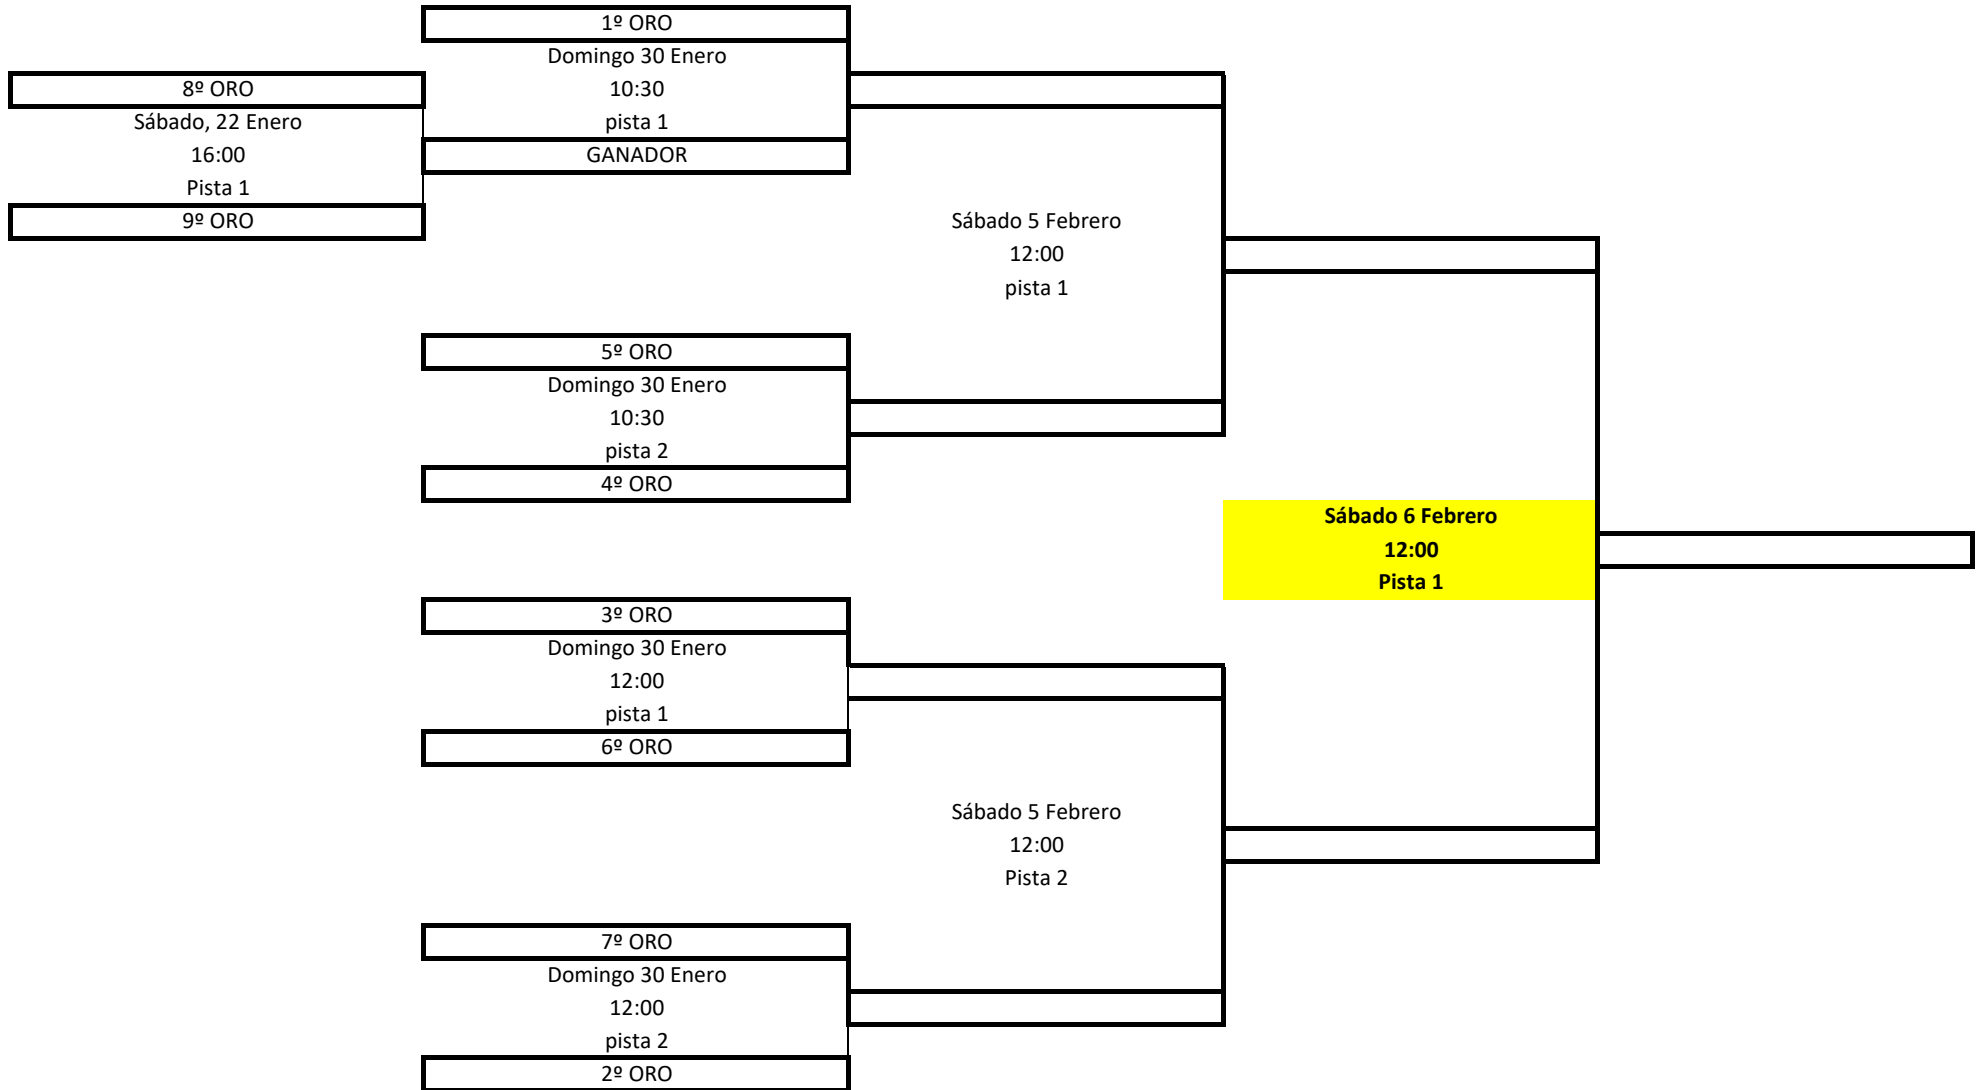 1º ORO
Domingo 30 Enero
10:30
pista 1
GANADOR
8º ORO
Sábado, 22 Enero
16:00
Pista 1
9º ORO
Sábado 5 Febrero
12:00
pista 1
5º ORO
Domingo 30 Enero
10:30
pista 2
4º ORO
Sábado 6 Febrero
12:00
Pista 1
3º ORO
Domingo 30 Enero
12:00
pista 1
6º ORO
Sábado 5 Febrero
12:00
Pista 2
7º ORO
Domingo 30 Enero
12:00
pista 2
2º ORO